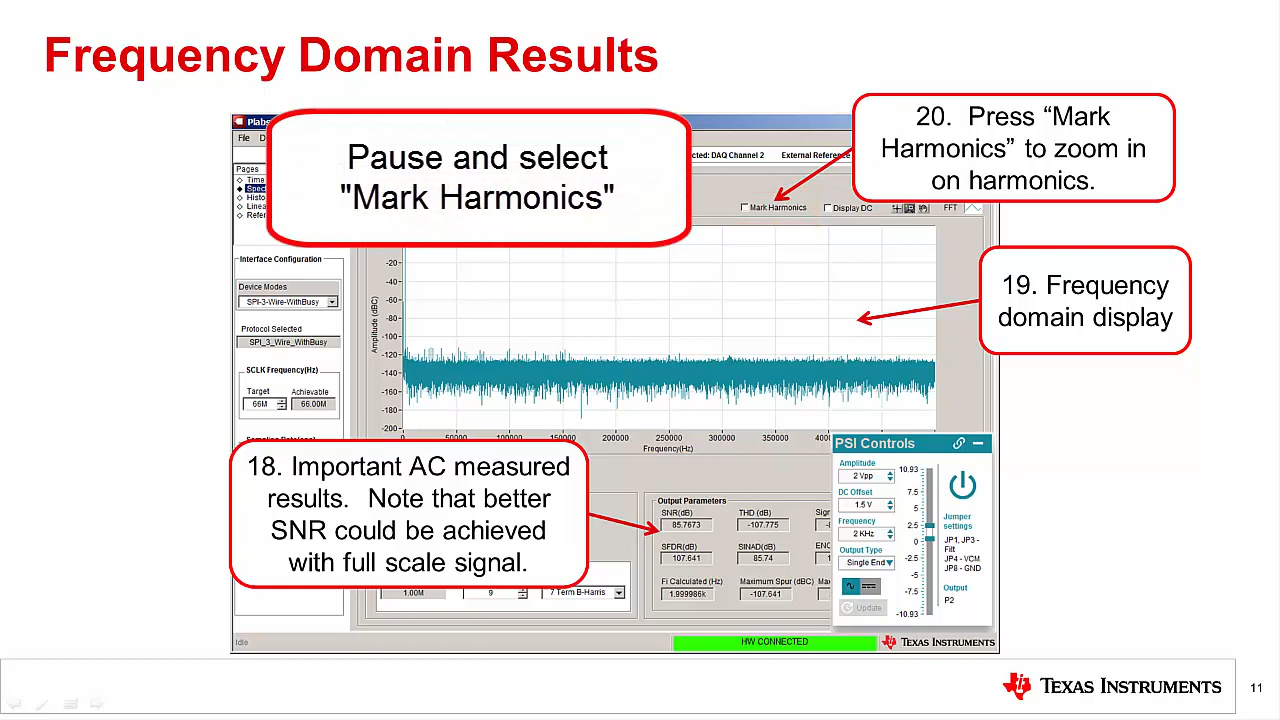 Frequency Domain Results
Pause and select
"Mark Harmonics"
20. Press “Mark
Harmonics” to zoom in
on harmonics.
File
Pages
Time
Histo
Linea
Refer
DAQ Channel 2
External Reference
Mark Harmonics
Display DC
FFT
Interface Configuration
Device Modes
SPI-3-Wire-WithBusy
Protocol Selected
SPI_3_Wire_WithBusy
SCLK Frequency(Hz)
Target
Achievable
66M
66.00M
Amplitude (dBC)
-20
-40
-60
-80
-100
-120
-140
-160
-180
-200
0
50000
100000
150000
200000
250000
300000
350000
Frequency(Hz)
19. Frequency
domain display
18. Important AC measured
results. Note that better
SNR could be achieved
with full scale signal.
1.00M
9
7 Term B-Harris
Output Parameters
SNR(dB)
THD (dB)
85.7673
-107.775
SFDR(dB)
SINAD(dB)
107.641
85.74
Fi Calculated (Hz)
Maximum Spur (dBC)
1.999986k
-107.641
PSI Controls
Amplitude
2 Vpp
DC Offset
1.5 V
Frequency
2 KHz
Output Type
Single End
Update
10.93
7.5
5
2.5
0
-2.5
-5
-7.5
-10.93
Jumper
settings
JP1, JP3 -
Filt
JP4 - VCM
JP8 - GND
Output
P2
Idle
HW CONNECTED
TEXAS INSTRUMENTS
TEXAS INSTRUMENTS
11